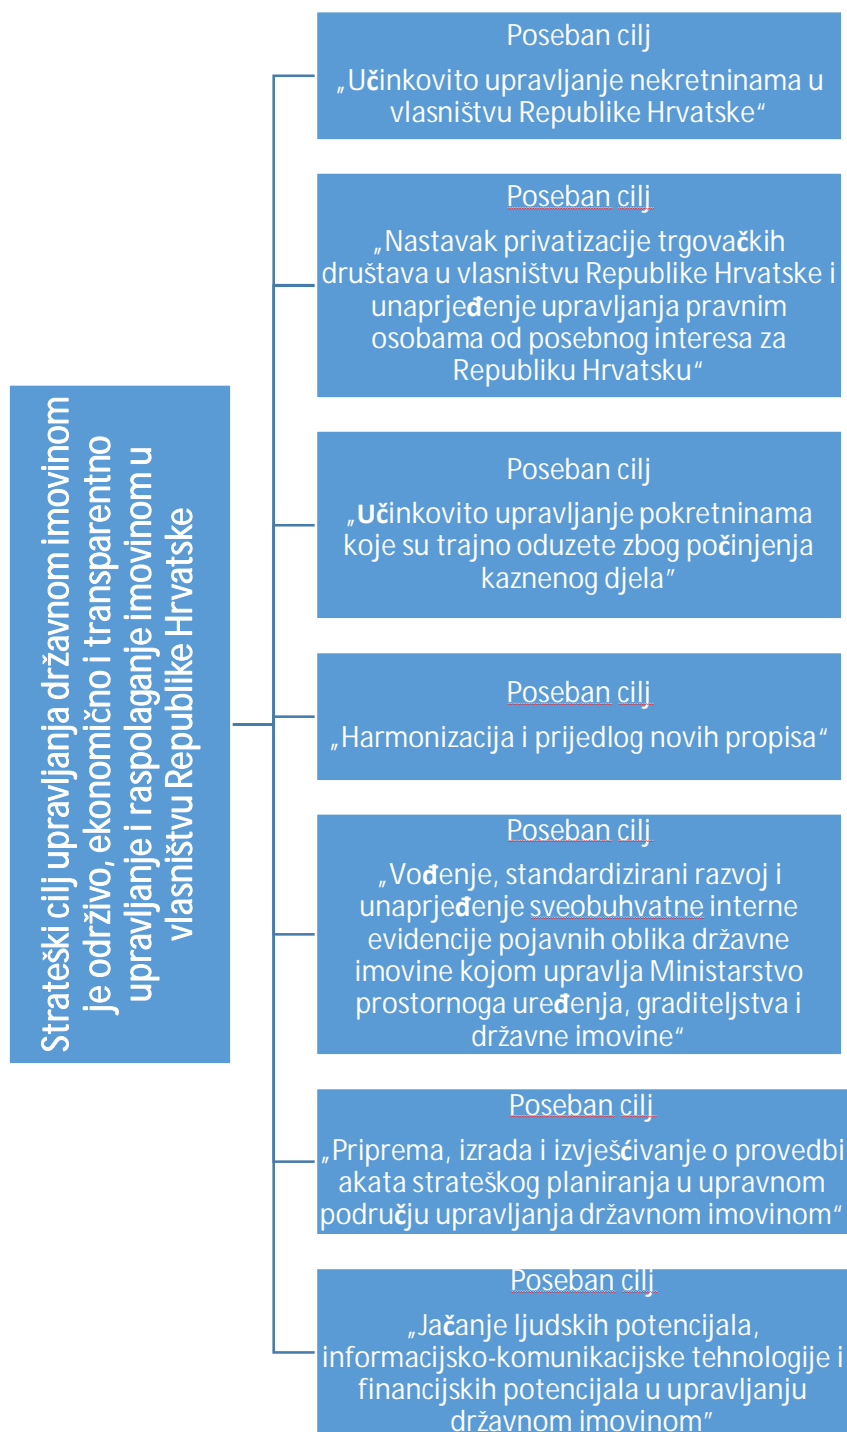 Strateški cilj upravljanja državnom imovinom
je održivo, ekonomično i transparentno
upravljanje i raspolaganje imovinom u
vlasništvu Republike Hrvatske
Poseban cilj
„Učinkovito upravljanje nekretninama u
vlasništvu Republike Hrvatske“
Poseban cilj
„Nastavak privatizacije trgovačkih
društava u vlasništvu Republike Hrvatske i
unaprjeđenje upravljanja pravnim
osobama od posebnog interesa za
Republiku Hrvatsku“
Poseban cilj
„Učinkovito upravljanje pokretninama
koje su trajno oduzete zbog počinjenja
kaznenog djela”
Poseban cilj
„Harmonizacija i prijedlog novih propisa“
Poseban cilj
„Vođenje, standardizirani razvoj i
unaprjeđenje sveobuhvatne interne
evidencije pojavnih oblika državne
imovine kojom upravlja Ministarstvo
prostornoga uređenja, graditeljstva i
državne imovine“
Poseban cilj
„Priprema, izrada i izvješćivanje o provedbi
akata strateškog planiranja u upravnom
području upravljanja državnom imovinom“
Poseban cilj
„Jačanje ljudskih potencijala,
informacijsko-komunikacijske tehnologije i
financijskih potencijala u upravljanju
državnom imovinom”